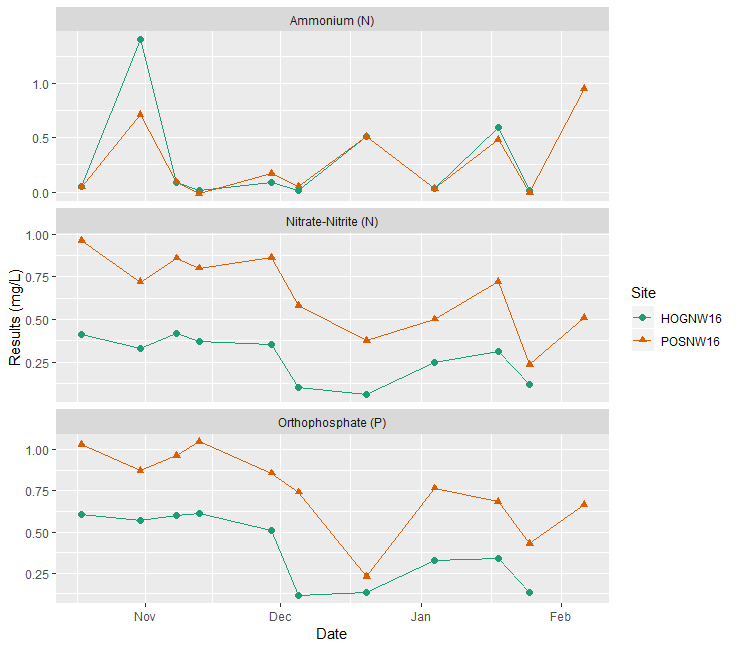 Ammonium (N)
1.0
0.5
0.0
Nitrate-Nitrite (N)
1.00
0.75
0.50
0.25
Orthophosphate (P)
1.00
0.75
0.50
0.25
Results (mg/L)
Nov Dec Jan Feb
Date
Site
HOGNW16
POSNW16